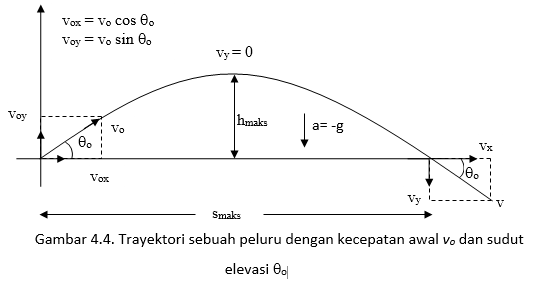 vox = vo cos θo
voy = vo sin θo
vy = 0
voy
vo
hmaks
a= -g
vx
θo
θo
vox
vy
v
smaks
Gambar 4.4. Trayektori sebuah peluru dengan kecepatan awal vo dan sudut
elevasi θo